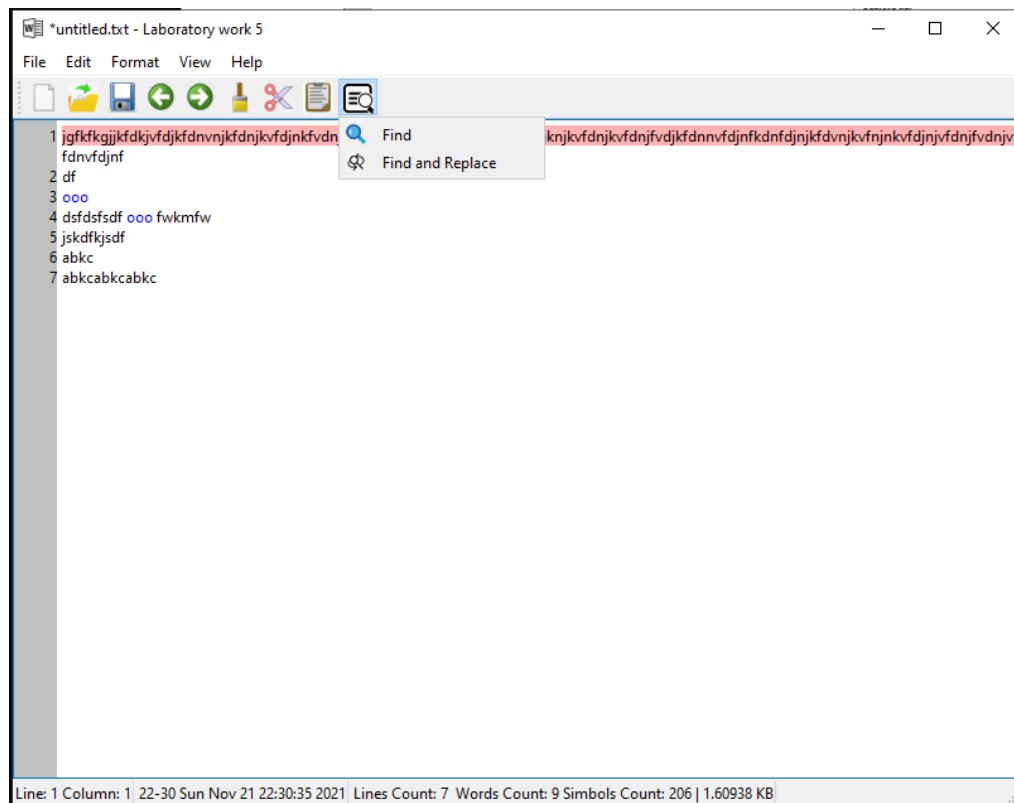 *untitled.txt - Laboratory work 5
File Edit Format View Help
Find
Find and Replace
1 jgfkfkgjjkfdkjvfdjkfdnvnjkfdnjkvfdjnkfvdn knjkvfdnjkvfdnjfvdjkfdnnvfdjnfkdnfdjnjkfdvnjkvfnjnkvfdjnjvfdnjfvdnjv
fdnvfdjnf
2 df
3 ooo
4 dsfdsfsdf ooo fwkmfw
5 jskdfkjsdf
6 abkc
7 abkcabkcabkc
Line: 1 Column: 1 22-30 Sun Nov 21 22:30:35 2021 Lines Count: 7 Words Count: 9 Simbols Count: 206 | 1.60938 KB